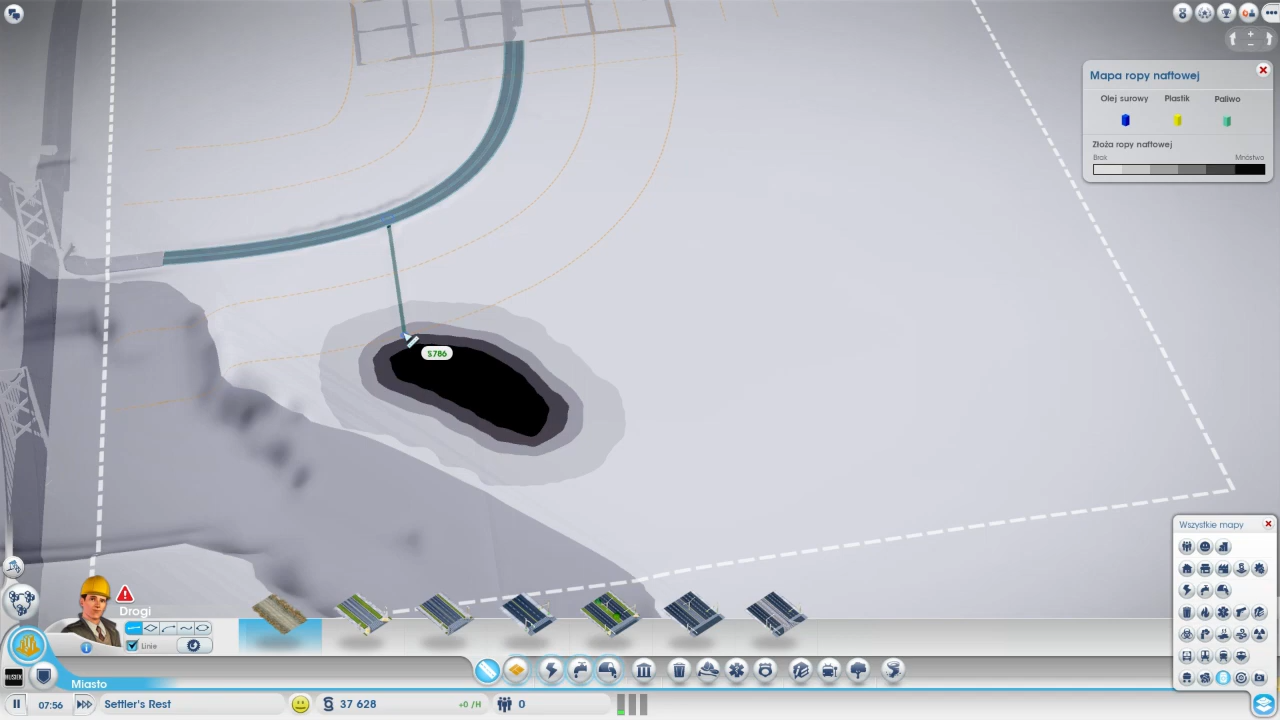 Mapa ropy naftowej
Olej surowy Plastik Paliwo
Złoża ropy naftowej
Brak Mnóstwo
$786
Wszystkie mapy
Drogi
Linie
HUSIEK
Miasto
07:56 Settler's Rest 37 628 +0 /H 0